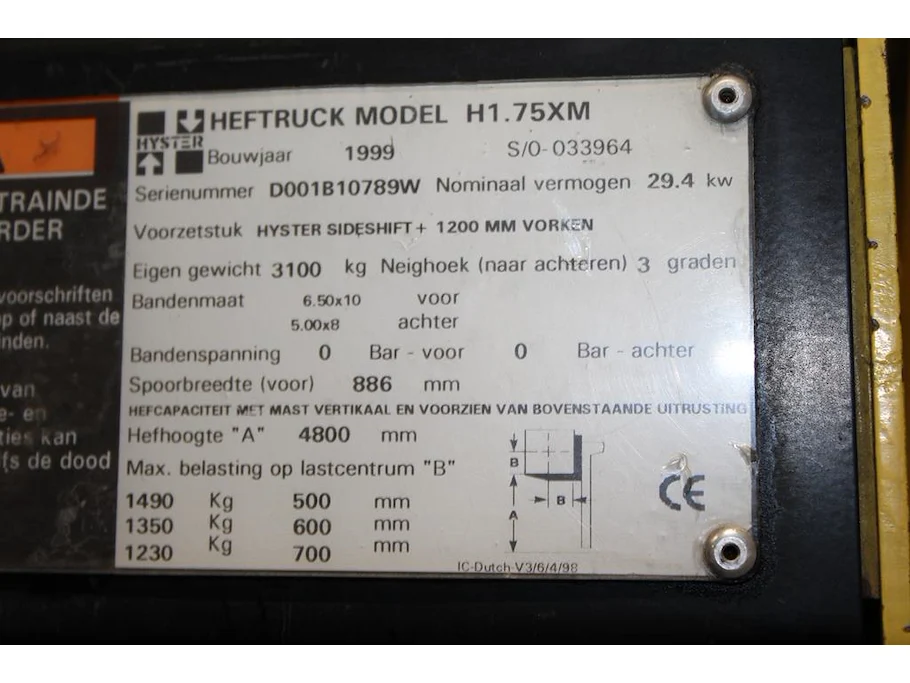 TRAINDE
RDER
voorschriften
op of naast de
inden.
van
e- en
ties kan
ifs de dood
HYSTER
HEFTRUCK MODEL H1.75XM
Bouwjaar 1999 S/O-033964
Serienummer D001B10789W Nominaal vermogen 29.4 kw
Voorzetstuk HYSTER SIDESHIFT+ 1200 MM VORKEN
Eigen gewicht 3100 kg Neighoek (naar achteren) 3 graden
Bandenmaat 6.50x10 voor
5.00x8 achter
Bandenspanning 0 Bar - voor 0 Bar - achter
Spoorbreedte (voor) 886 mm
HEFCAPACITEIT MET MAST VERTIKAAL EN VOORZIEN VAN BOVENSTAANDE UITRUSTING
Hefhoogte "A" 4800 mm
Max. belasting op lastcentrum "B"
1490 Kg 500 mm
1350 Kg 600 mm
1230 Kg 700 mm
B
B
A
CE
IC-Dutch V3/6/4/98